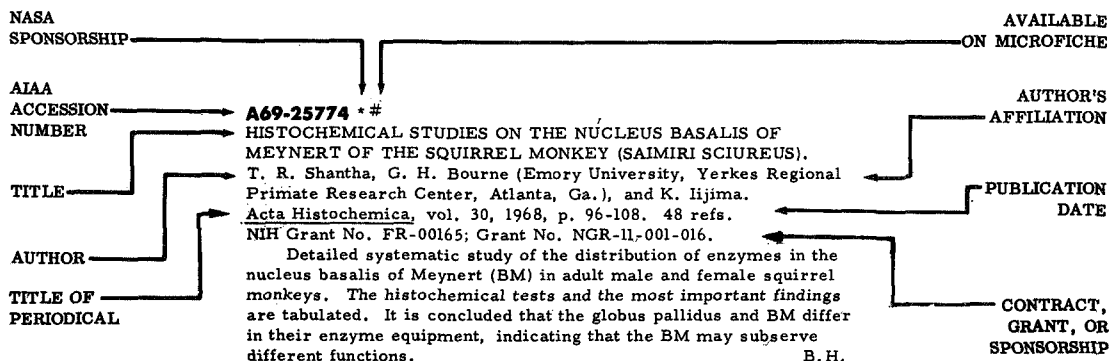 NASA
SPONSORSHIP
AVAILABLE
ON MICROFICHE
AIAA
ACCESSION
NUMBER
A69-25774 *#
AUTHOR'S
AFFILIATION
TITLE
HISTOCHEMICAL STUDIES ON THE NUCLEUS BASALIS OF
MEYNERT OF THE SQUIRREL MONKEY (SAIMIRI SCIUREUS).
AUTHOR
T. R. Shantha, G. H. Bourne (Emory University, Yerkes Regional
Primate Research Center, Atlanta, Ga.), and K. Iijima.
PUBLICATION
DATE
TITLE OF
PERIODICAL
Acta Histochemica, vol. 30, 1968, p. 96-108. 48 refs.
NIH Grant No. FR-00165; Grant No. NGR-11-001-016.
CONTRACT,
GRANT, OR
SPONSORSHIP
Detailed systematic study of the distribution of enzymes in the
nucleus basalis of Meynert (BM) in adult male and female squirrel
monkeys. The histochemical tests and the most important findings
are tabulated. It is concluded that the globus pallidus and BM differ
in their enzyme equipment, indicating that the BM may subserve
different functions. B.H.